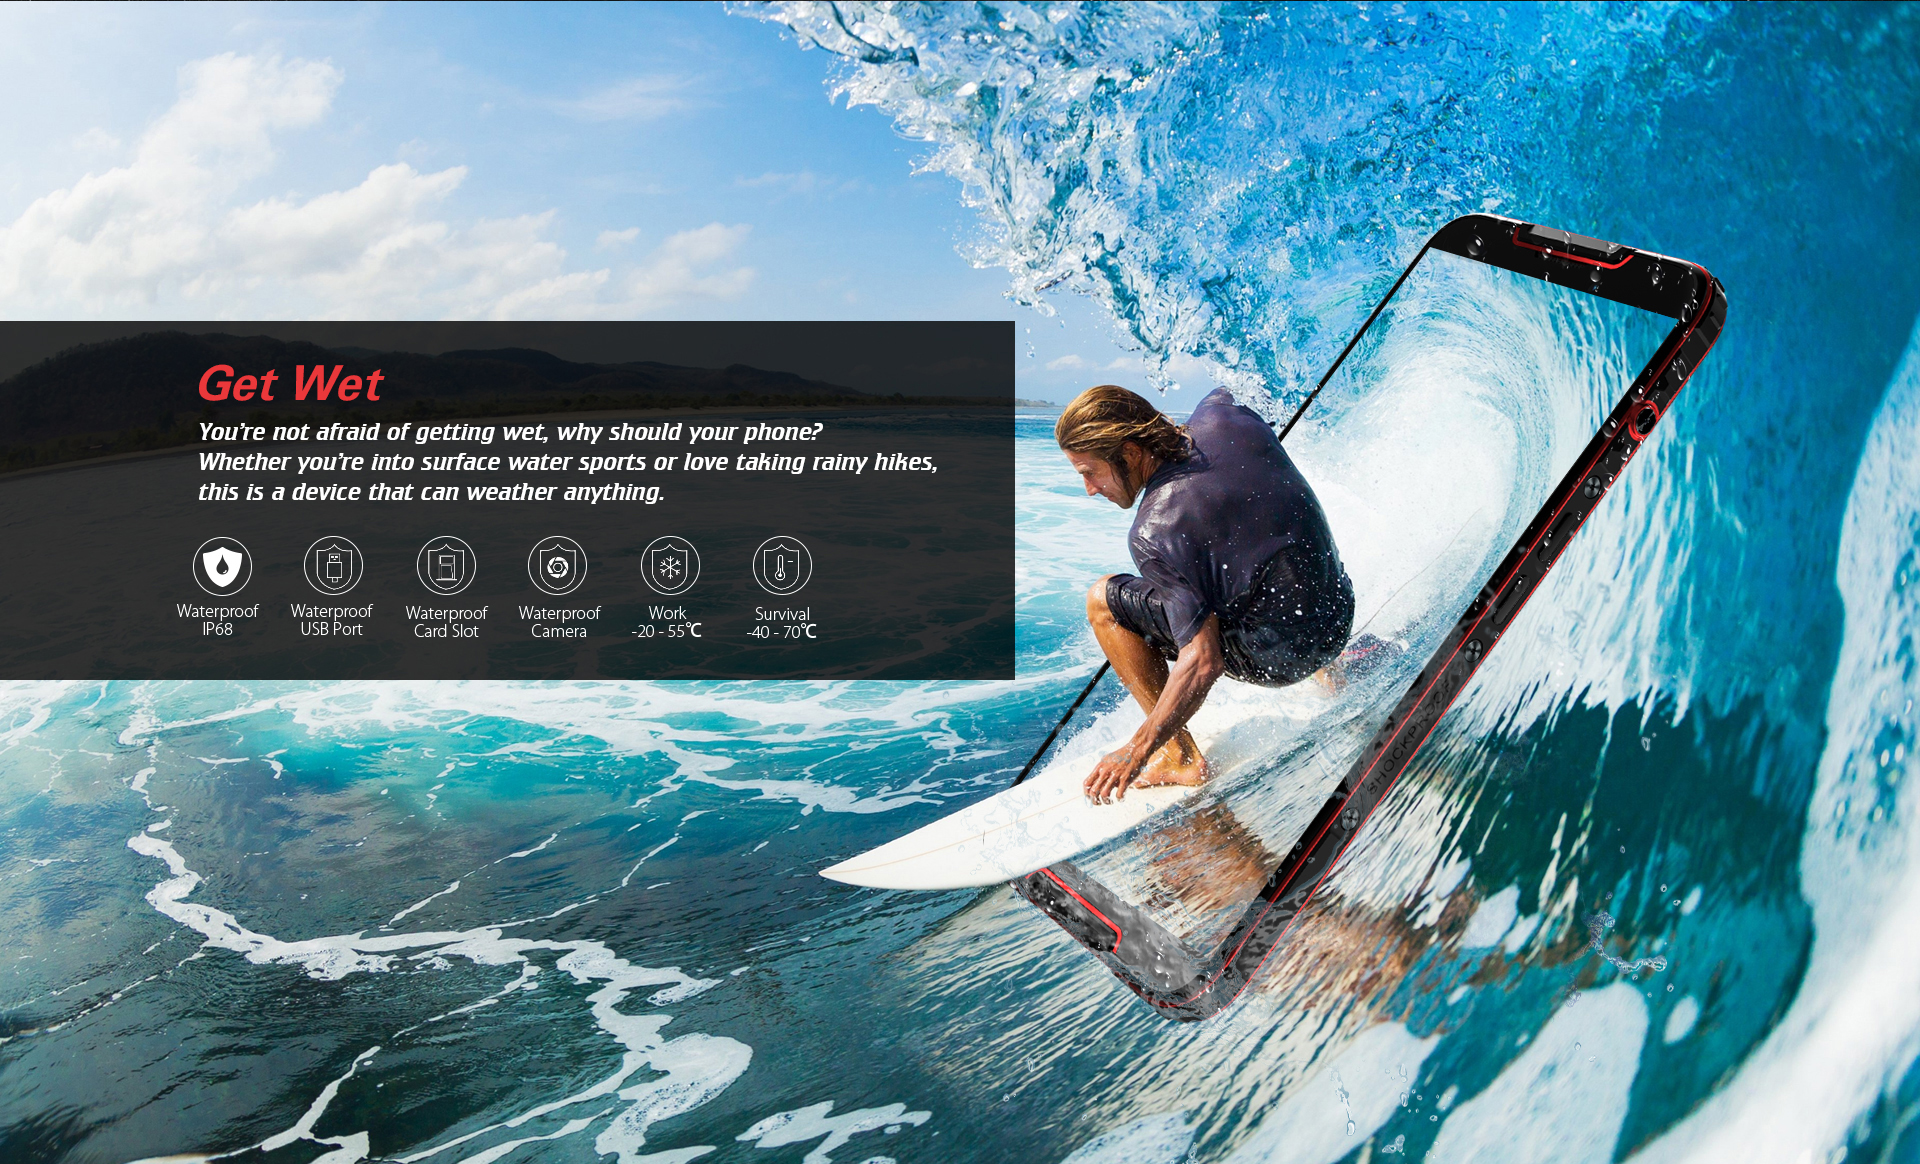 Get Wet
You're not afraid of getting wet, why should your phone?
Whether you're into surface water sports or love taking rainy hikes,
this is a device that can weather anything.
Waterproof
IP68
Waterproof
USB Port
Waterproof
Card Slot
Waterproof
Camera
Work
-20 - 55℃
Survival
-40 - 70℃
SHOCKPROOF